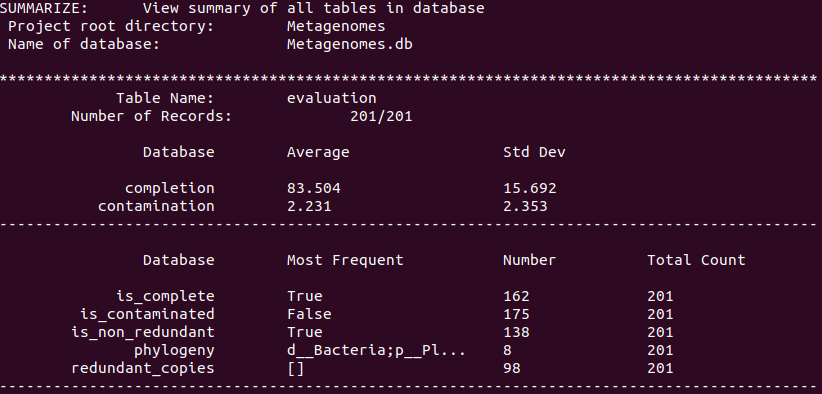 SUMMARIZE: View summary of all tables in database
Project root directory: Metagenomes
Name of database: Metagenomes.db
*******************************************************************************************
Table Name: evaluation
Number of Records: 201/201
Database Average Std Dev
completion 83.504 15.692
contamination 2.231 2.353
-------------------------------------------------------------------------------------------
Database Most Frequent Number Total Count
is_complete True 162 201
is_contaminated False 175 201
is_non_redundant True 138 201
phylogeny d__Bacteria;p__Pl... 8 201
redundant_copies [] 98 201
-------------------------------------------------------------------------------------------